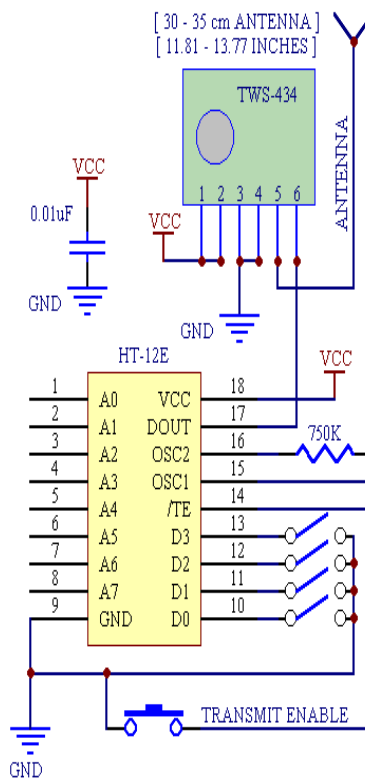 [ 30 - 35 cm ANTENNA ]
[ 11.81 - 13.77 INCHES ]
TWS-434
ANTENNA
1 2 3 4 5 6
VCC
0.01uF
GND
VCC
GND
HT-12E
VCC
1 A0 VCC 18
2 A1 DOUT 17
3 A2 OSC2 16 750K
4 A3 OSC1 15
5 A4 /TE 14
6 A5 D3 13
7 A6 D2 12
8 A7 D1 11
9 GND D0 10
TRANSMIT ENABLE
GND